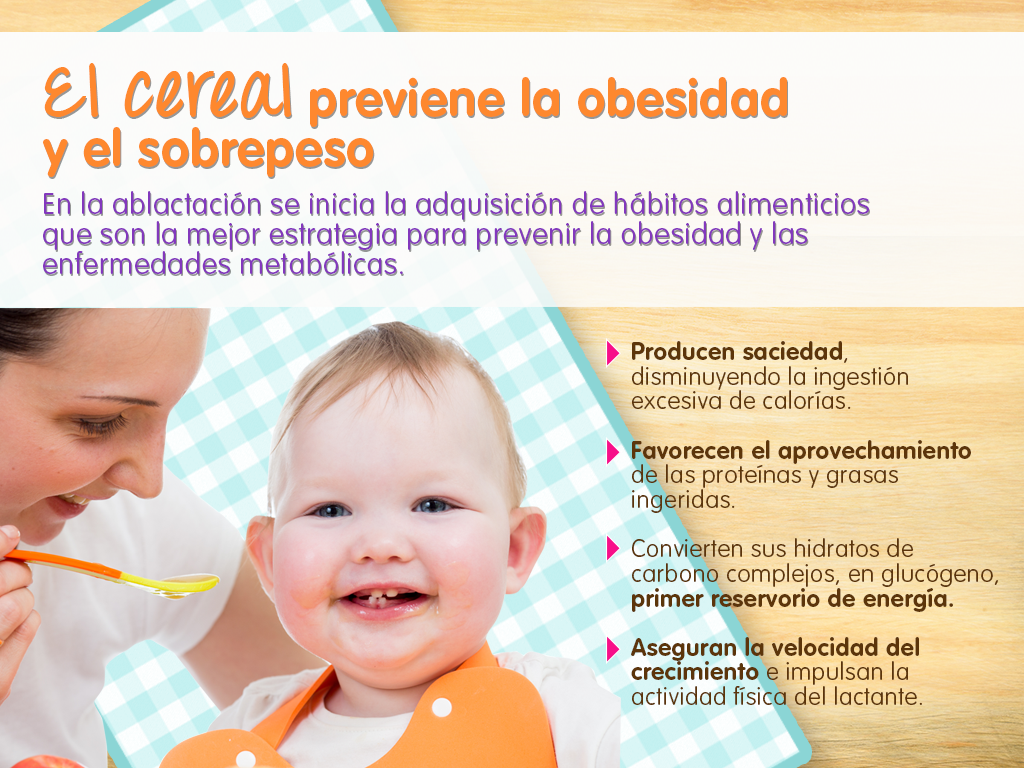 El cereal previene la obesidad
y el sobrepeso
En la ablactación se inicia la adquisición de hábitos alimenticios
que son la mejor estrategia para prevenir la obesidad y las
enfermedades metabólicas.
Producen saciedad,
disminuyendo la ingestión
excesiva de calorías.
Favorecen el aprovechamiento
de las proteínas y grasas
ingeridas.
Convierten sus hidratos de
carbono complejos, en glucógeno,
primer reservorio de energía.
Aseguran la velocidad del
crecimiento e impulsan la
actividad física del lactante.